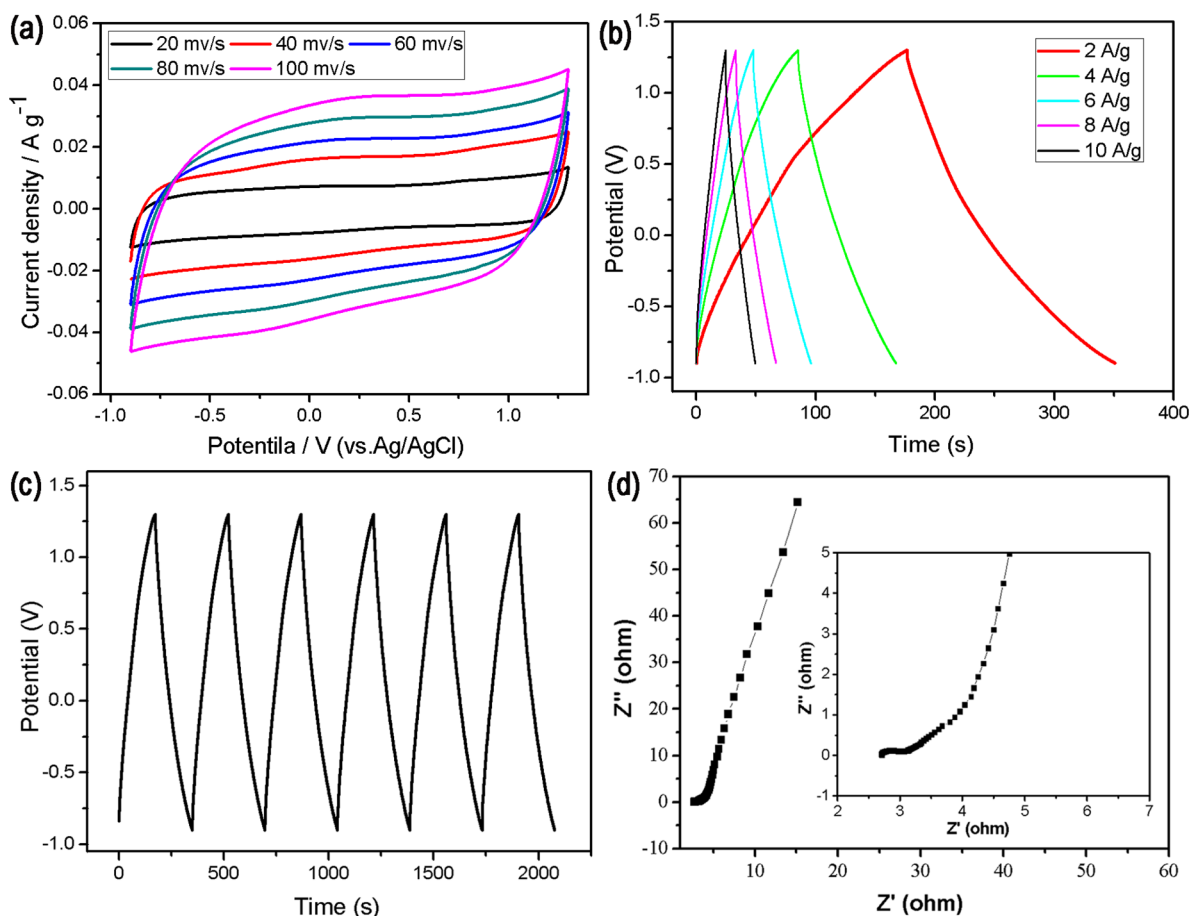 (a)
0.06
0.04
0.02
0.00
-0.02
-0.04
-0.06
Current density / A g⁻¹
20 mv/s 40 mv/s 60 mv/s
80 mv/s 100 mv/s
-1.0 -0.5 0.0 0.5 1.0
Potentila / V (vs.Ag/AgCl)
(b)
1.5
1.0
0.5
0.0
-0.5
-1.0
Potential (V)
2 A/g
4 A/g
6 A/g
8 A/g
10 A/g
0 100 200 300 400
Time (s)
(c)
1.5
1.0
0.5
0.0
-0.5
-1.0
Potential (V)
0 500 1000 1500 2000
Time (s)
(d)
70
60
50
40
30
20
10
0
-10
Z'' (ohm)
10 20 30 40 50 60
Z' (ohm)
5
4
3
2
1
0
-1
Z'' (ohm)
2 3 4 5 6 7
Z' (ohm)